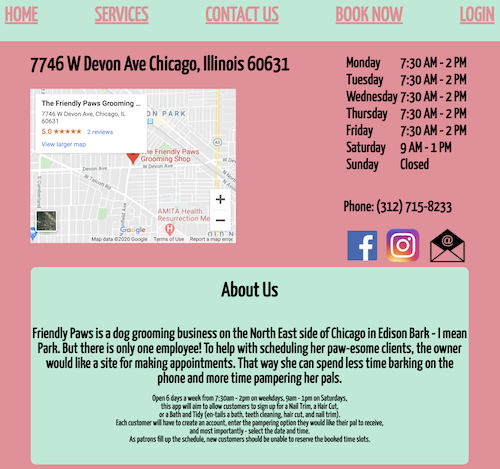 HOME SERVICES CONTACT US BOOK NOW LOGIN
7746 W Devon Ave Chicago, Illinois 60631
The Friendly Paws Grooming ...
7746 W Devon Ave, Chicago, IL
60631
5.0 ★★★★★ 2 reviews
View larger map
ON PARK
43
The Friendly Paws
Grooming Shop
W Devon Ave
W Devon Ave
W Talcott Rd
S Cumberland
AMITA Health
Resurrection Me
OLD N
+
−
Google
Map data ©2020 Google Terms of Use Report a map error
Monday 7:30 AM - 2 PM
Tuesday 7:30 AM - 2 PM
Wednesday 7:30 AM - 2 PM
Thursday 7:30 AM - 2 PM
Friday 7:30 AM - 2 PM
Saturday 9 AM - 1 PM
Sunday Closed
Phone: (312) 715-8233
f
@
About Us
Friendly Paws is a dog grooming business on the North East side of Chicago in Edison Bark - I mean
Park. But there is only one employee! To help with scheduling her paw-esome clients, the owner
would like a site for making appointments. That way she can spend less time barking on the
phone and more time pampering her pals.
Open 6 days a week from 7:30am - 2pm on weekdays, 9am - 1pm on Saturdays,
this app will aim to allow customers to sign up for a Nail Trim, a Hair Cut,
or a Bath and Tidy (en-tails a bath, teeth cleaning, hair cut, and nail trim).
Each customer will have to create an account, enter the pampering option they would like their pal to receive,
and most importantly - select the date and time.
As patrons fill up the schedule, new customers should be unable to reserve the booked time slots.